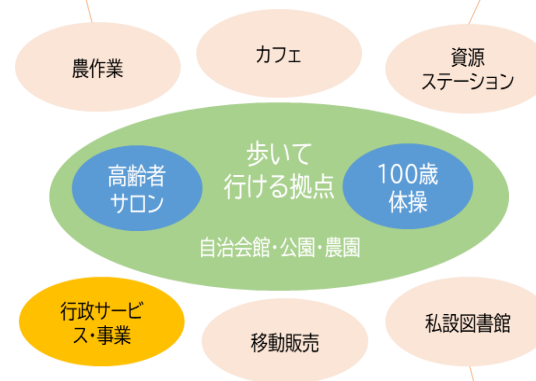 農作業
カフェ
資源
ステーション
高齢者
サロン
歩いて
行ける拠点
100歳
体操
自治会館・公園・農園
行政サービ
ス・事業
移動販売
私設図書館